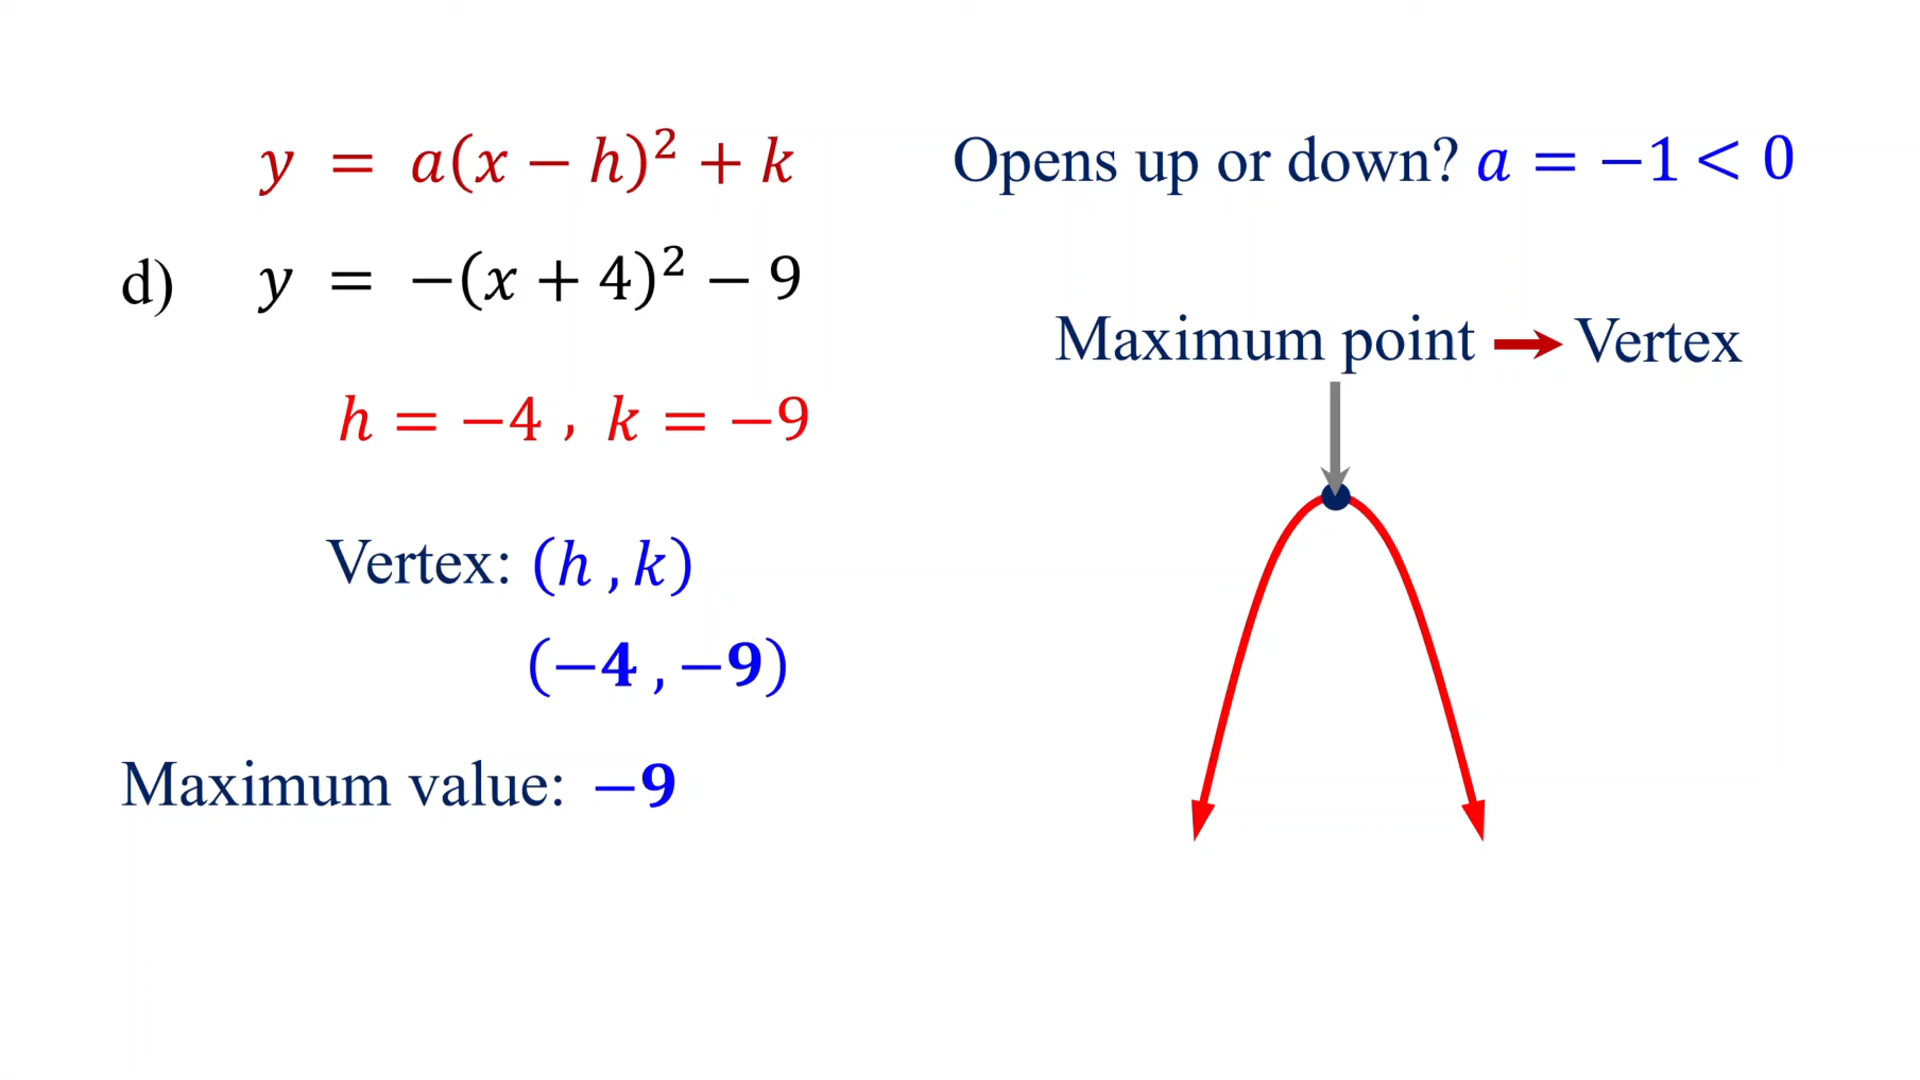 y = a(x − h)² + k
d) y = −(x + 4)² − 9
h = −4 , k = −9
Vertex: (h , k)
(−4 , −9)
Maximum value: −9
Opens up or down? a = −1 < 0
Maximum point → Vertex